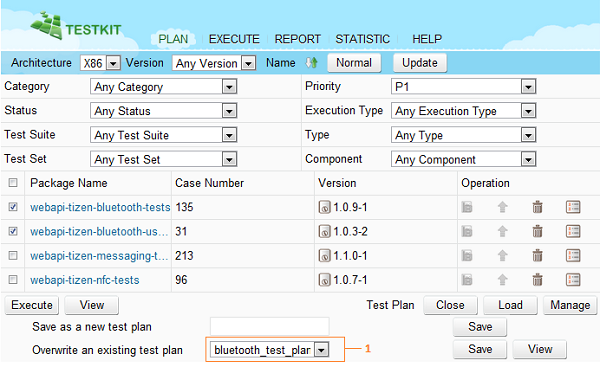 TESTKIT
PLAN EXECUTE REPORT STATISTIC HELP
Architecture X86 Version Any Version Name Normal Update
Category Any Category Priority P1
Status Any Status Execution Type Any Execution Type
Test Suite Any Test Suite Type Any Type
Test Set Any Test Set Component Any Component
Package Name Case Number Version Operation
webapi-tizen-bluetooth-tests 135 1.0.9-1
webapi-tizen-bluetooth-us... 31 1.0.3-2
webapi-tizen-messaging-t... 213 1.1.0-1
webapi-tizen-nfc-tests 96 1.0.7-1
Execute View Test Plan Close Load Manage
Save as a new test plan Save
Overwrite an existing test plan bluetooth_test_plan 1 Save View